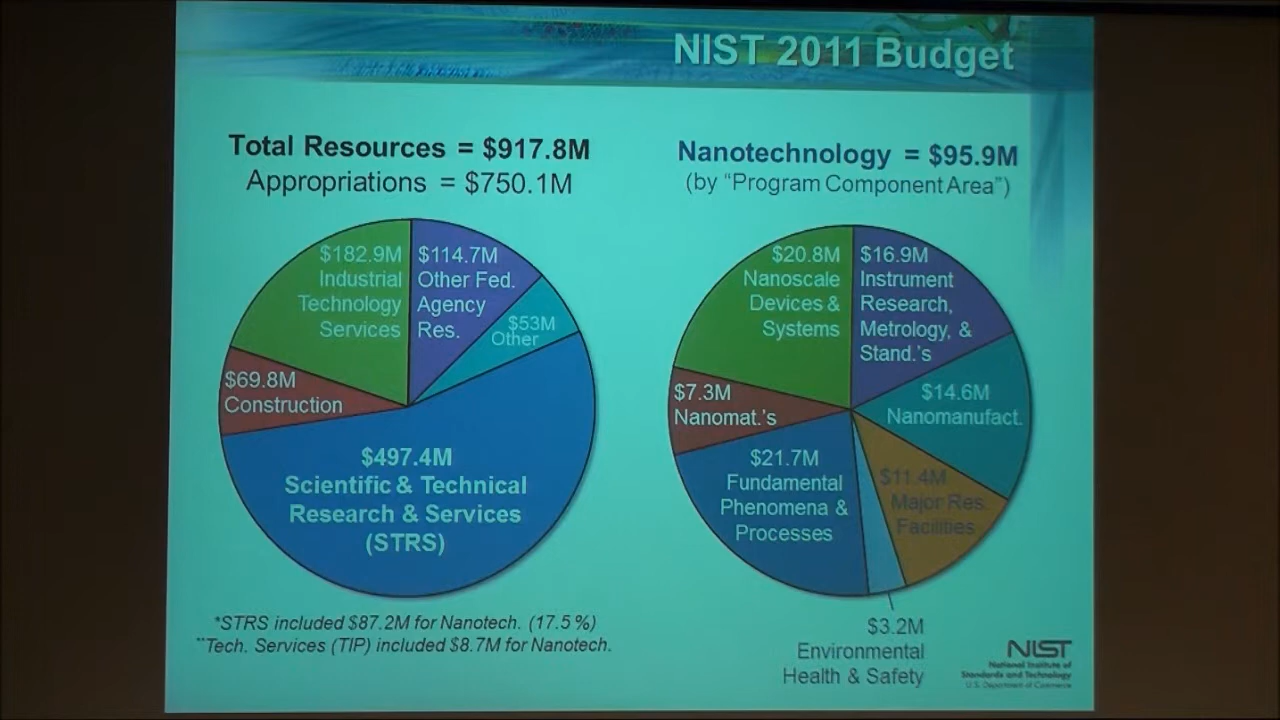 NIST 2011 Budget
Total Resources = $917.8M
Appropriations = $750.1M
$182.9M
Industrial
Technology
Services
$114.7M
Other Fed.
Agency
Res.
$53M
Other
$69.8M
Construction
$497.4M
Scientific & Technical
Research & Services
(STRS)
*STRS included $87.2M for Nanotech. (17.5%)
**Tech. Services (TIP) included $8.7M for Nanotech.
Nanotechnology = $95.9M
(by “Program Component Area”)
$20.8M
Nanoscale
Devices &
Systems
$16.9M
Instrument
Research,
Metrology, &
Stand.'s
$14.6M
Nanomanufact.
$7.3M
Nanomat.'s
$21.7M
Fundamental
Phenomena &
Processes
$11.4M
Major Res.
Facilities
$3.2M
Environmental
Health & Safety
NIST
National Institute of
Standards and Technology
U.S. Department of Commerce